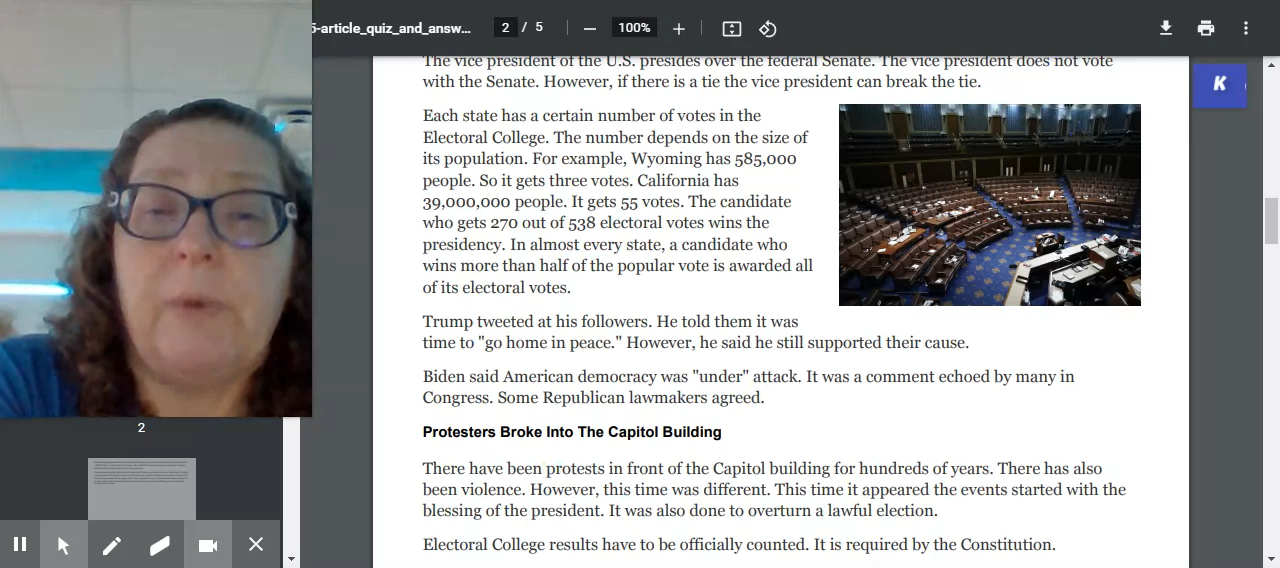 5-article_quiz_and_answ...
2 / 5
100%
K
The vice president of the U.S. presides over the federal Senate. The vice president does not vote
with the Senate. However, if there is a tie the vice president can break the tie.
Each state has a certain number of votes in the
Electoral College. The number depends on the size of
its population. For example, Wyoming has 585,000
people. So it gets three votes. California has
39,000,000 people. It gets 55 votes. The candidate
who gets 270 out of 538 electoral votes wins the
presidency. In almost every state, a candidate who
wins more than half of the popular vote is awarded all
of its electoral votes.
Trump tweeted at his followers. He told them it was
time to "go home in peace." However, he said he still supported their cause.
Biden said American democracy was "under" attack. It was a comment echoed by many in
Congress. Some Republican lawmakers agreed.
Protesters Broke Into The Capitol Building
There have been protests in front of the Capitol building for hundreds of years. There has also
been violence. However, this time was different. This time it appeared the events started with the
blessing of the president. It was also done to overturn a lawful election.
Electoral College results have to be officially counted. It is required by the Constitution.
2